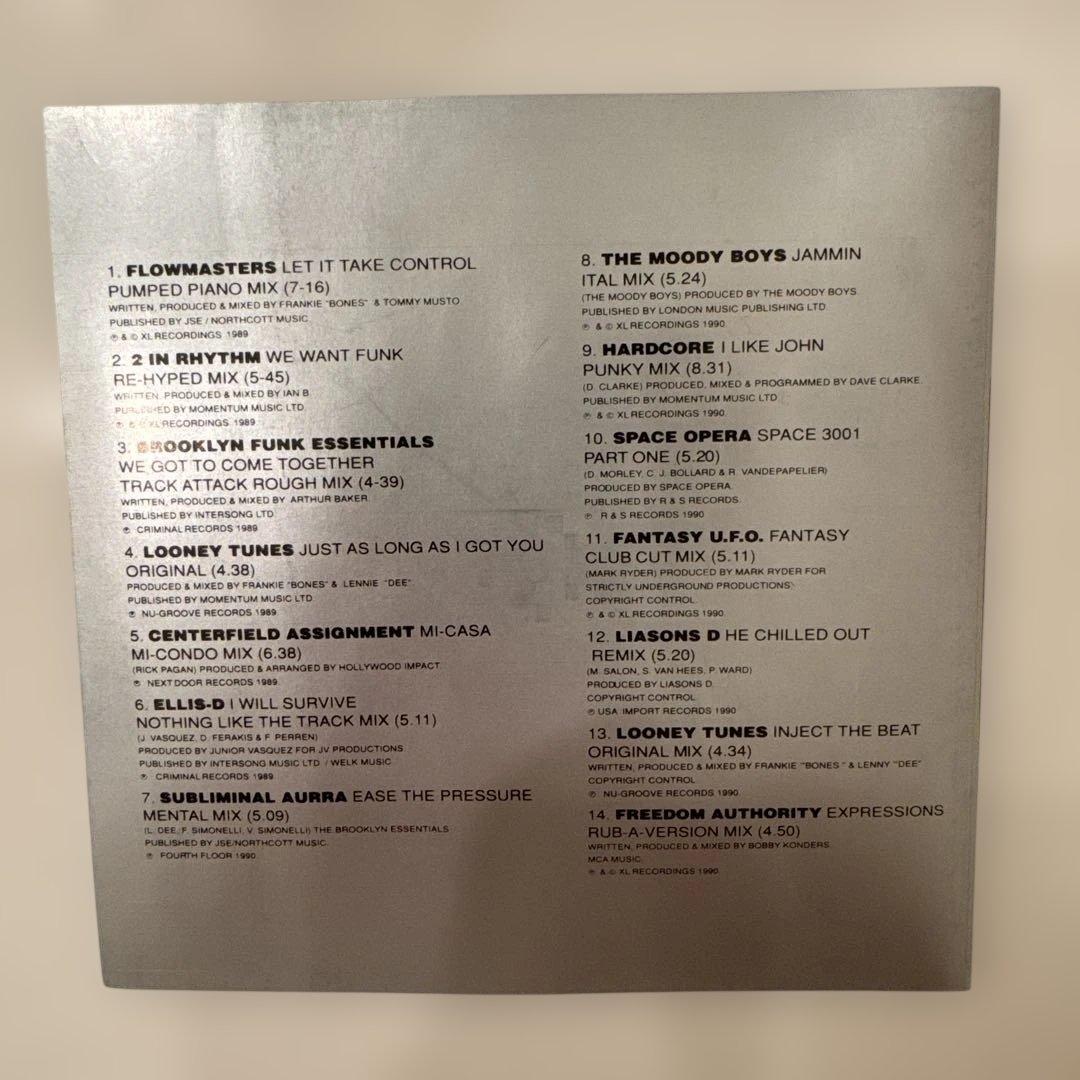 1. FLOWMASTERS LET IT TAKE CONTROL
PUMPED PIANO MIX (7-16)
WRITTEN, PRODUCED & MIXED BY FRANKIE "BONES" & TOMMY MUSTO
PUBLISHED BY JSE / NORTHCOTT MUSIC.
℗ & © XL RECORDINGS 1989
2. 2 IN RHYTHM WE WANT FUNK
RE-HYPED MIX (5-45)
WRITTEN, PRODUCED & MIXED BY IAN B
PUBLISHED BY MOMENTUM MUSIC LTD
℗ & © XL RECORDINGS 1989
3. BROOKLYN FUNK ESSENTIALS
WE GOT TO COME TOGETHER
TRACK ATTACK ROUGH MIX (4-39)
WRITTEN, PRODUCED & MIXED BY ARTHUR BAKER.
PUBLISHED BY INTERSONG LTD
℗ CRIMINAL RECORDS 1989
4. LOONEY TUNES JUST AS LONG AS I GOT YOU
ORIGINAL (4.38)
PRODUCED & MIXED BY FRANKIE "BONES" & LENNIE "DEE".
PUBLISHED BY MOMENTUM MUSIC LTD
℗ NU-GROOVE RECORDS 1989
5. CENTERFIELD ASSIGNMENT MI-CASA
MI-CONDO MIX (6.38)
(RICK PAGAN) PRODUCED & ARRANGED BY HOLLYWOOD IMPACT.
℗ NEXT DOOR RECORDS 1989
6. ELLIS-D I WILL SURVIVE
NOTHING LIKE THE TRACK MIX (5.11)
(J. VASQUEZ, D. FERAKIS & F. PERREN)
PRODUCED BY JUNIOR VASQUEZ FOR JV. PRODUCTIONS
PUBLISHED BY INTERSONG MUSIC LTD / WELK MUSIC
℗ CRIMINAL RECORDS 1989
7. SUBLIMINAL AURRA EASE THE PRESSURE
MENTAL MIX (5.09)
(L. DEE, F. SIMONELLI, V. SIMONELLI) THE BROOKLYN ESSENTIALS
PUBLISHED BY JSE/NORTHCOTT MUSIC.
℗ FOURTH FLOOR 1990
8. THE MOODY BOYS JAMMIN
ITAL MIX (5.24)
(THE MOODY BOYS) PRODUCED BY THE MOODY BOYS.
PUBLISHED BY LONDON MUSIC PUBLISHING LTD.
℗ & © XL RECORDINGS 1990
9. HARDCORE I LIKE JOHN
PUNKY MIX (8.31)
(D. CLARKE) PRODUCED, MIXED & PROGRAMMED BY DAVE CLARKE.
PUBLISHED BY MOMENTUM MUSIC LTD
℗ & © XL RECORDINGS 1990
10. SPACE OPERA SPACE 3001
PART ONE (5.20)
(D. MORLEY, C. J. BOLLARD & R. VANDEPAPELIER)
PRODUCED BY SPACE OPERA.
PUBLISHED BY R & S RECORDS.
℗ R & S RECORDS 1990
11. FANTASY U.F.O. FANTASY
CLUB CUT MIX (5.11)
(MARK RYDER) PRODUCED BY MARK RYDER FOR
STRICTLY UNDERGROUND PRODUCTIONS
COPYRIGHT CONTROL.
℗ & © XL RECORDINGS 1990
12. LIASONS D HE CHILLED OUT
REMIX (5.20)
(M. SALON, S. VAN HEES, P. WARD)
PRODUCED BY LIASONS D.
COPYRIGHT CONTROL.
℗ USA IMPORT RECORDS 1990
13. LOONEY TUNES INJECT THE BEAT
ORIGINAL MIX (4.34)
WRITTEN, PRODUCED & MIXED BY FRANKIE "BONES" & LENNY "DEE"
COPYRIGHT CONTROL
℗ NU-GROOVE RECORDS 1990
14. FREEDOM AUTHORITY EXPRESSIONS
RUB-A-VERSION MIX (4.50)
WRITTEN, PRODUCED & MIXED BY BOBBY KONDERS.
MCA MUSIC.
℗ & © XL RECORDINGS 1990